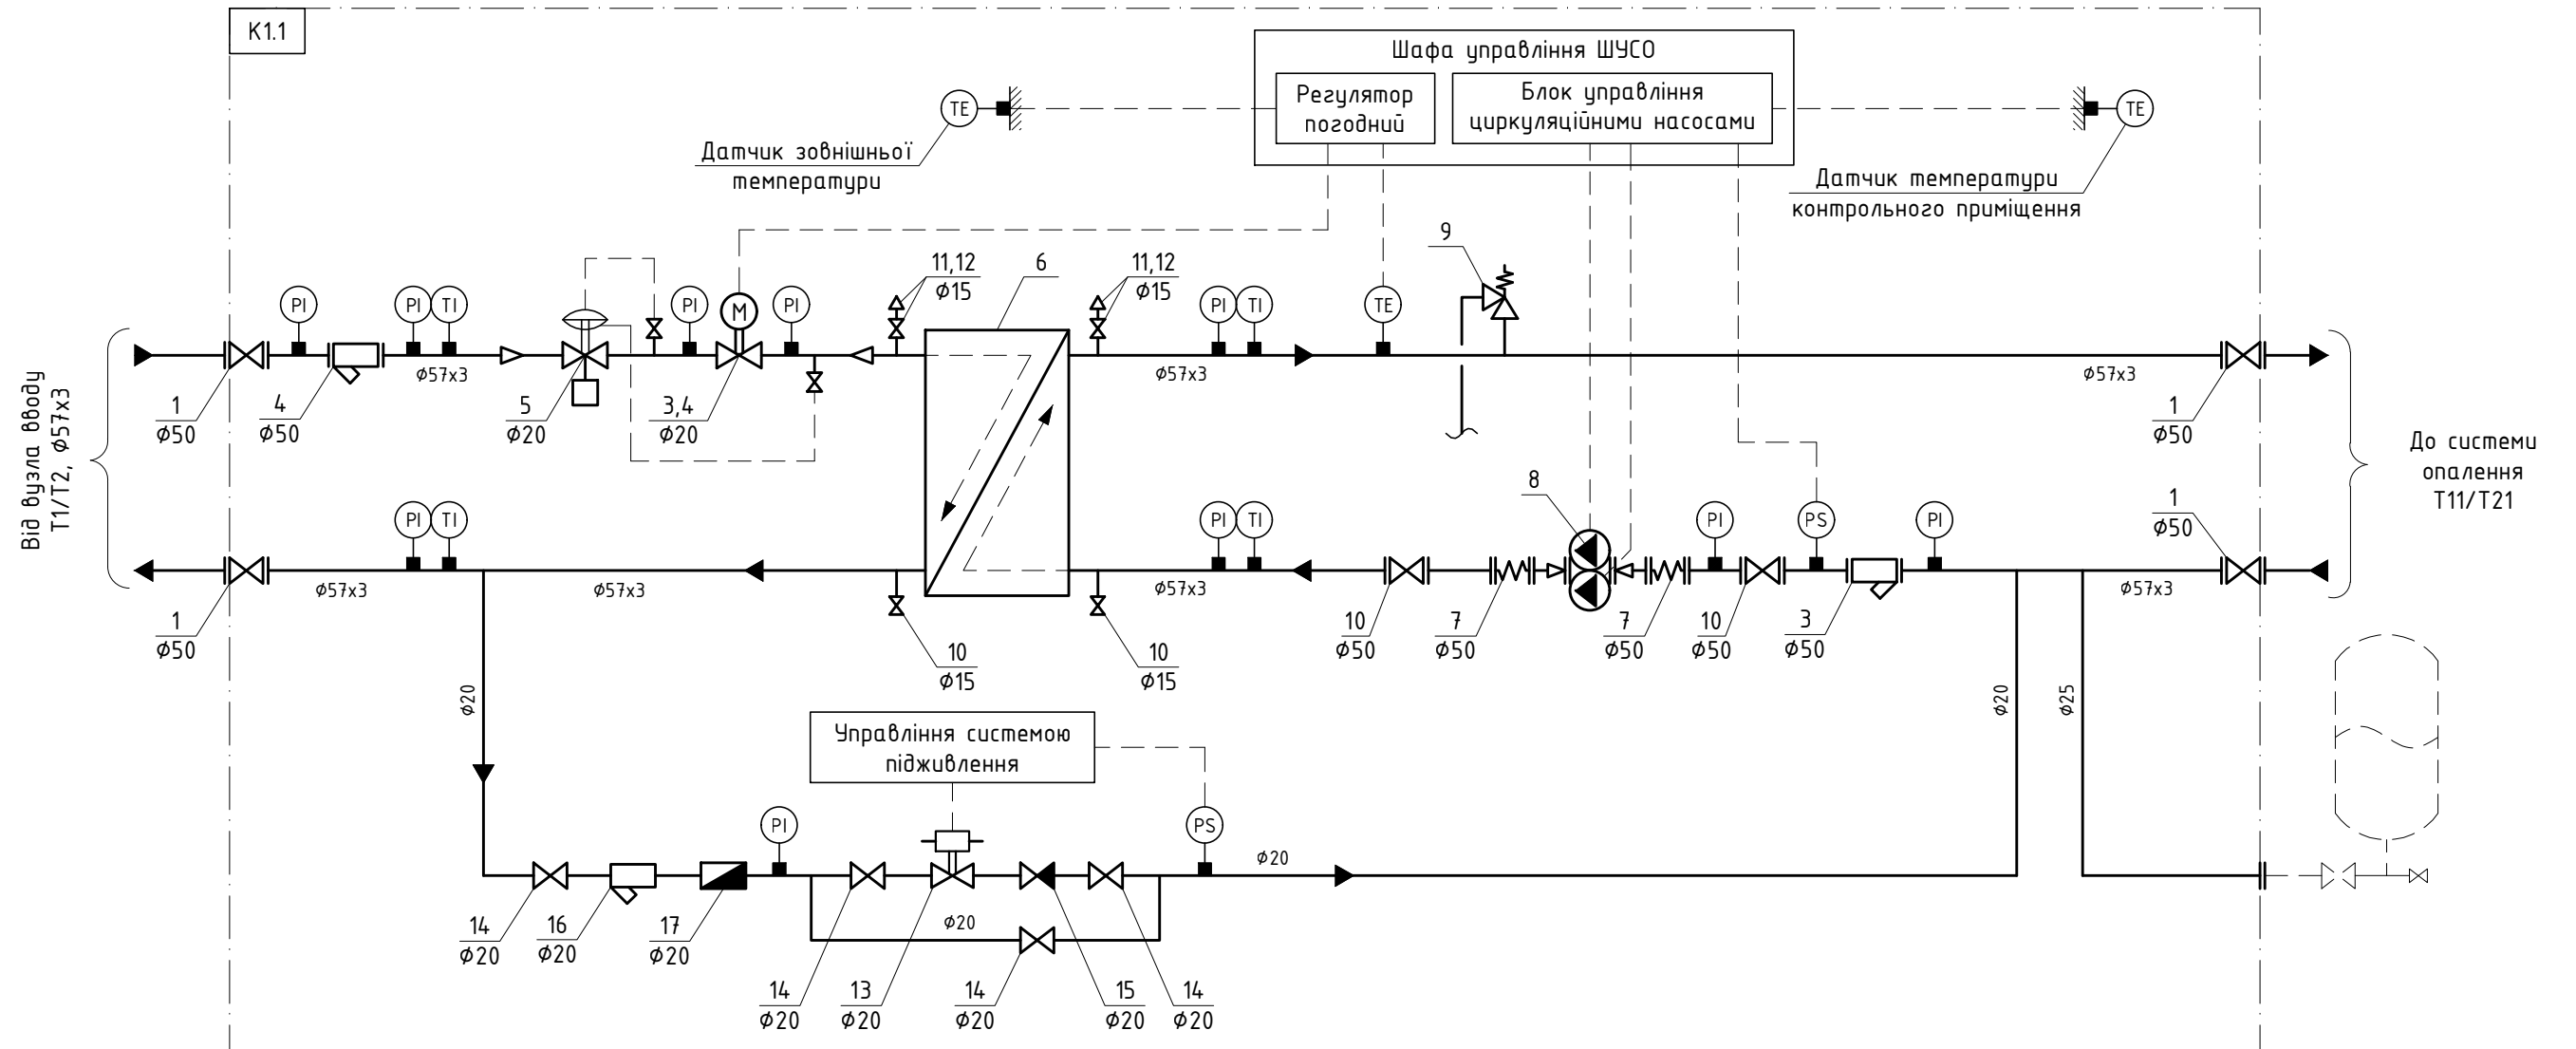 К1.1
Шафа управління ШУСО
Регулятор
погодний
Блок управління
циркуляційними насосами
TE
TE
Датчик зовнішньої
температури
Датчик температури
контрольного приміщення
9
11,12
Ф15
6
11,12
Ф15
PI
PI
TI
PI
M
PI
PI
TI
TE
Ф57х3
Ф57х3
Ф57х3
Від вузла вводу
Т1/Т2, Ф57х3
1
Ф50
4
Ф50
5
Ф20
3,4
Ф20
1
Ф50
До системи
опалення
Т11/Т21
8
1
Ф50
PI
TI
PI
TI
PI
PS
PI
Ф57х3
Ф57х3
Ф57х3
Ф57х3
1
Ф50
10
Ф15
10
Ф15
10
Ф50
7
Ф50
7
Ф50
10
Ф50
3
Ф50
Ф20
Ф20
Ф25
Управління системою
підживлення
PI
PS
Ф20
14
Ф20
16
Ф20
17
Ф20
Ф20
14
Ф20
13
Ф20
14
Ф20
15
Ф20
14
Ф20